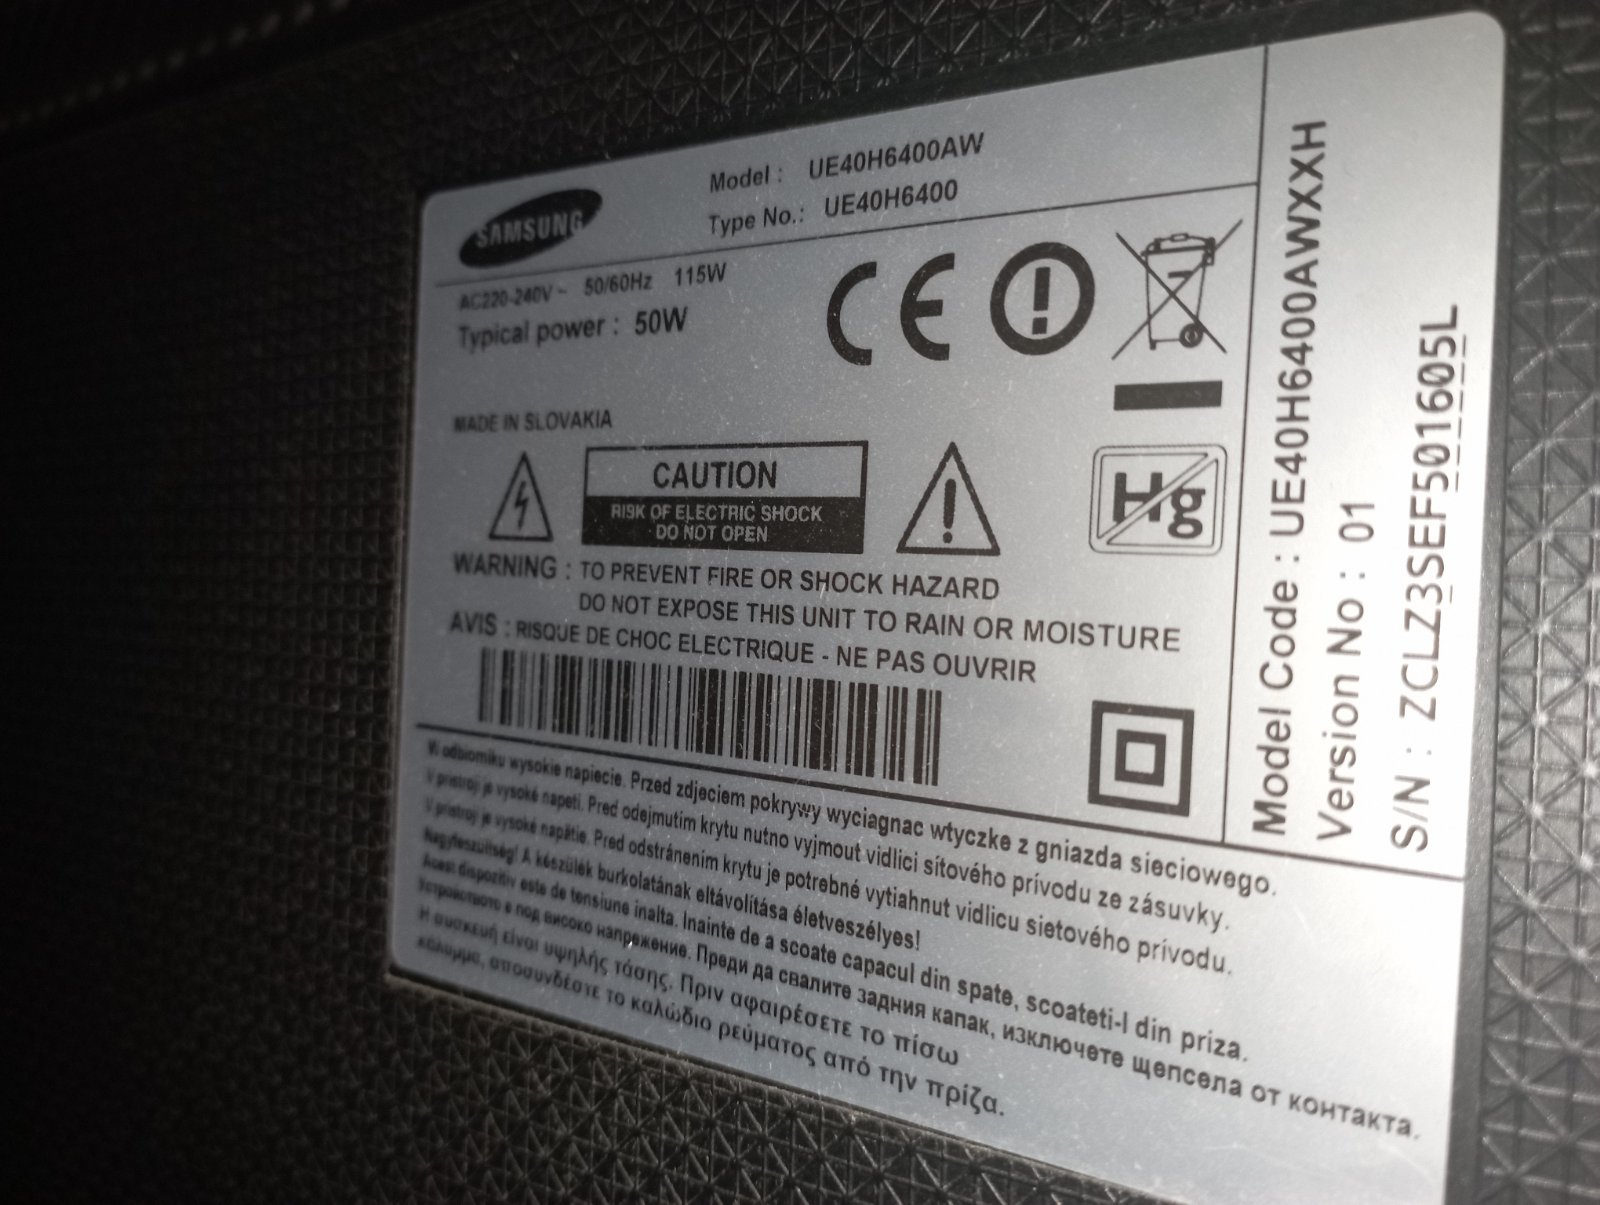 SAMSUNG
Model : UE40H6400AW
Type No.: UE40H6400
AC220-240V ~ 50/60Hz 115W
Typical power : 50W
CE
MADE IN SLOVAKIA
CAUTION
RISK OF ELECTRIC SHOCK
DO NOT OPEN
Hg
WARNING : TO PREVENT FIRE OR SHOCK HAZARD
DO NOT EXPOSE THIS UNIT TO RAIN OR MOISTURE
AVIS : RISQUE DE CHOC ELECTRIQUE - NE PAS OUVRIR
W odbiorniku wysokie napiecie. Przed zdjeciem pokrywy wyciagnac wtyczke z gniazda sieciowego.
V prístroj je vysoké napeti. Pred odejmutím krytu nutno vyjmout vidlici sítového prívodu ze zásuvky.
V prístroj je vysoké napätie. Pred odstránením krytu je potrebné vytiahnut vidlicu sietového prívodu.
Nagyfeszültség! A készülék burkolatának eltávolítása életveszélyes!
Acest dispozitiv este de tensiune inalta. Inainte de a scoate capacul din spate, scoateti-l din priza.
Устройството е под високо напрежение. Преди да свалите задния капак, изключете щепсела от контакта.
Η συσκευή είναι υψηλής τάσης. Πριν αφαιρέσετε το πίσω
κάλυμμα, αποσυνδέστε το καλώδιο ρεύματος από την πρίζα.
Model Code : UE40H6400AWXXH
Version No : 01
S/N : ZCLZ3SEF501605L